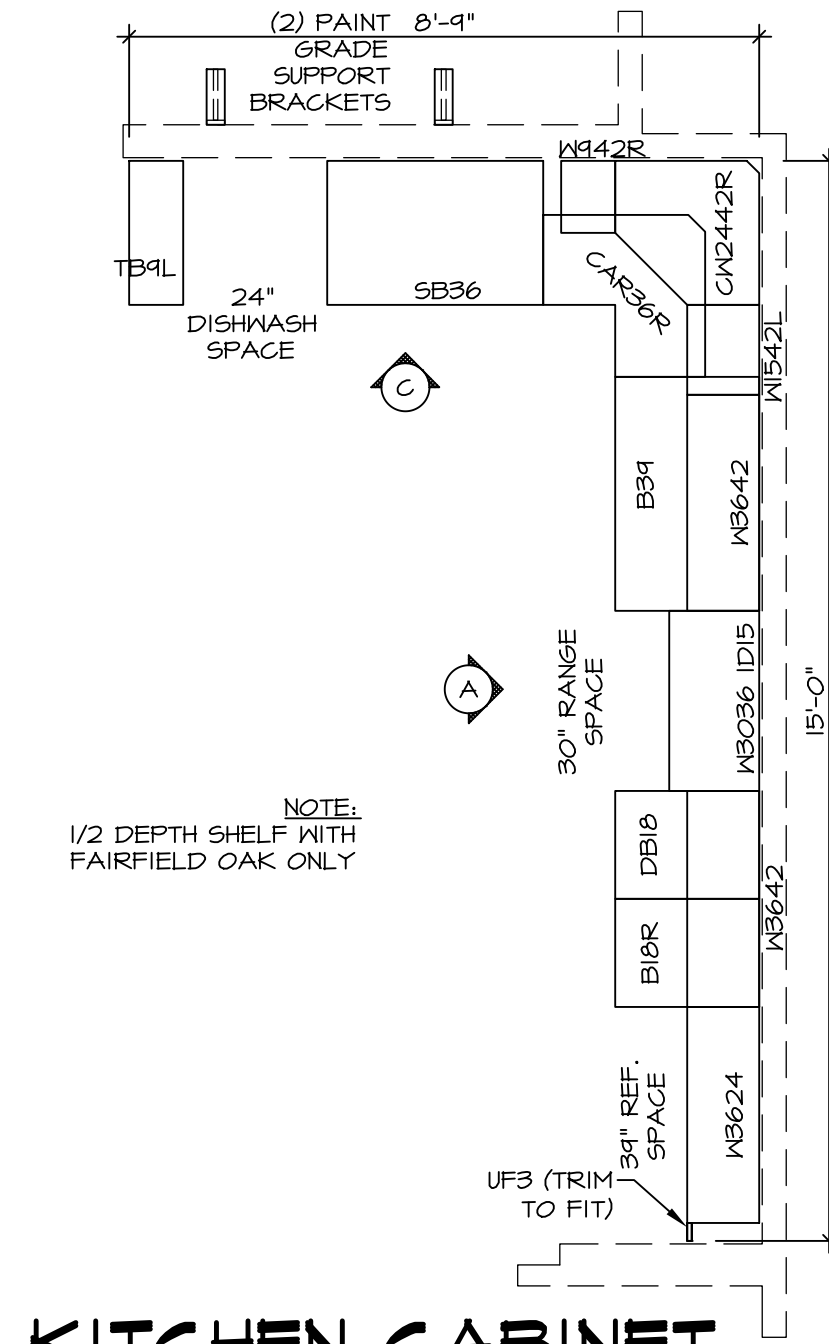 (2) PAINT 8'-9"
GRADE
SUPPORT
BRACKETS
W942R
CW2442R
TB9L
SB36
CAR36R
24"
DISHWASH
SPACE
W1542L
C
B39
W3642
30" RANGE
SPACE
W3036 ID15
A
15'-0"
NOTE:
1/2 DEPTH SHELF WITH
FAIRFIELD OAK ONLY
DB18
B18R
W3642
39" REF.
SPACE
W3624
UF3 (TRIM
TO FIT)
KITCHEN CABINET